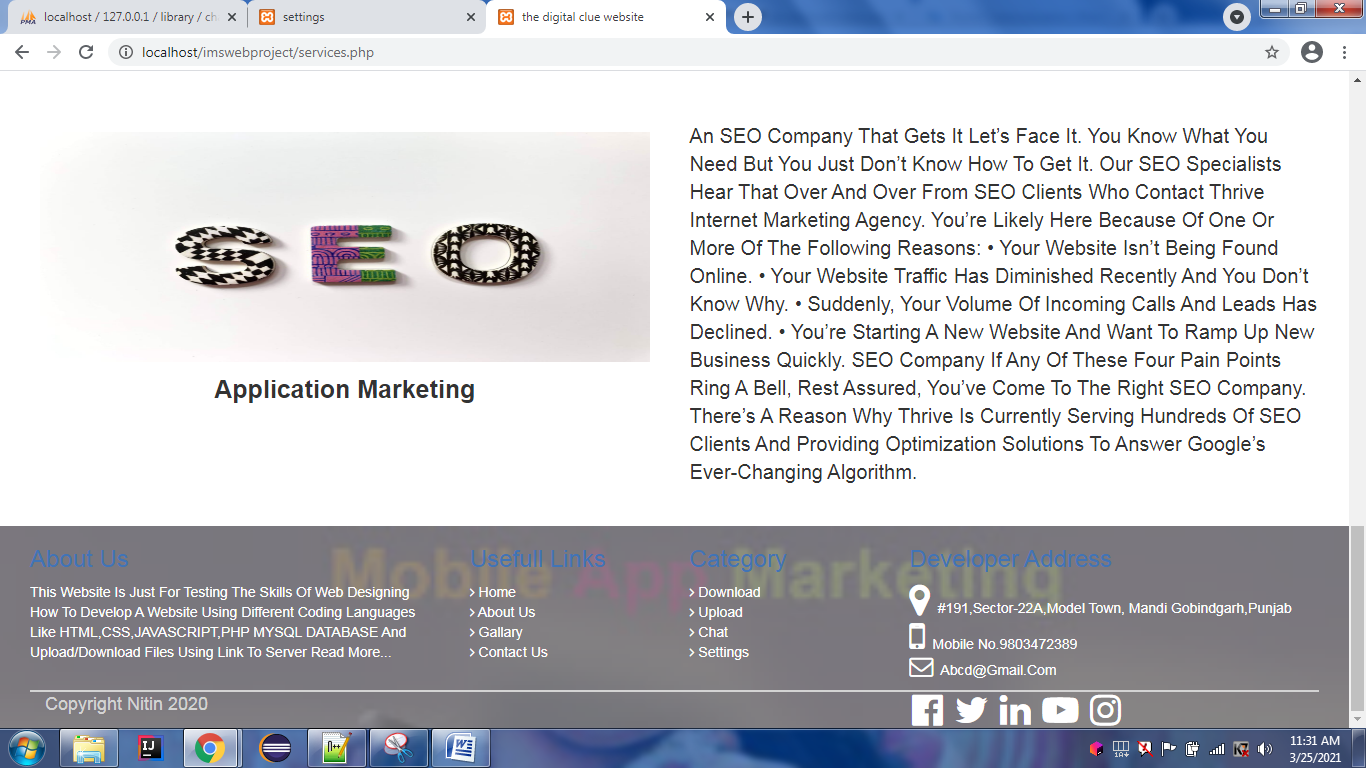 localhost / 127.0.0.1 / library / ch
settings
the digital clue website
localhost/imswebproject/services.php
SEO
Application Marketing
An SEO Company That Gets It Let’s Face It. You Know What You
Need But You Just Don’t Know How To Get It. Our SEO Specialists
Hear That Over And Over From SEO Clients Who Contact Thrive
Internet Marketing Agency. You’re Likely Here Because Of One Or
More Of The Following Reasons: • Your Website Isn’t Being Found
Online. • Your Website Traffic Has Diminished Recently And You Don’t
Know Why. • Suddenly, Your Volume Of Incoming Calls And Leads Has
Declined. • You’re Starting A New Website And Want To Ramp Up New
Business Quickly. SEO Company If Any Of These Four Pain Points
Ring A Bell, Rest Assured, You’ve Come To The Right SEO Company.
There’s A Reason Why Thrive Is Currently Serving Hundreds Of SEO
Clients And Providing Optimization Solutions To Answer Google’s
Ever-Changing Algorithm.
Mobile App Marketing
About Us
This Website Is Just For Testing The Skills Of Web Designing
How To Develop A Website Using Different Coding Languages
Like HTML,CSS,JAVASCRIPT,PHP MYSQL DATABASE And
Upload/Download Files Using Link To Server Read More...
Usefull Links
› Home
› About Us
› Gallary
› Contact Us
Category
› Download
› Upload
› Chat
› Settings
Developer Address
#191,Sector-22A,Model Town, Mandi Gobindgarh,Punjab
Mobile No.9803472389
Abcd@Gmail.Com
Copyright Nitin 2020
11:31 AM
3/25/2021